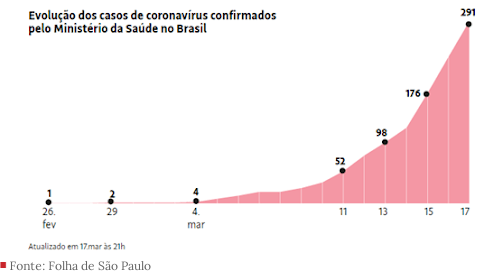 Evolução dos casos de coronavírus confirmados
pelo Ministério da Saúde no Brasil
291
176
98
52
1
2
4
26. 29 4. 11 13 15 17
fev mar
Atualizado em 17.mar às 21h
Fonte: Folha de São Paulo